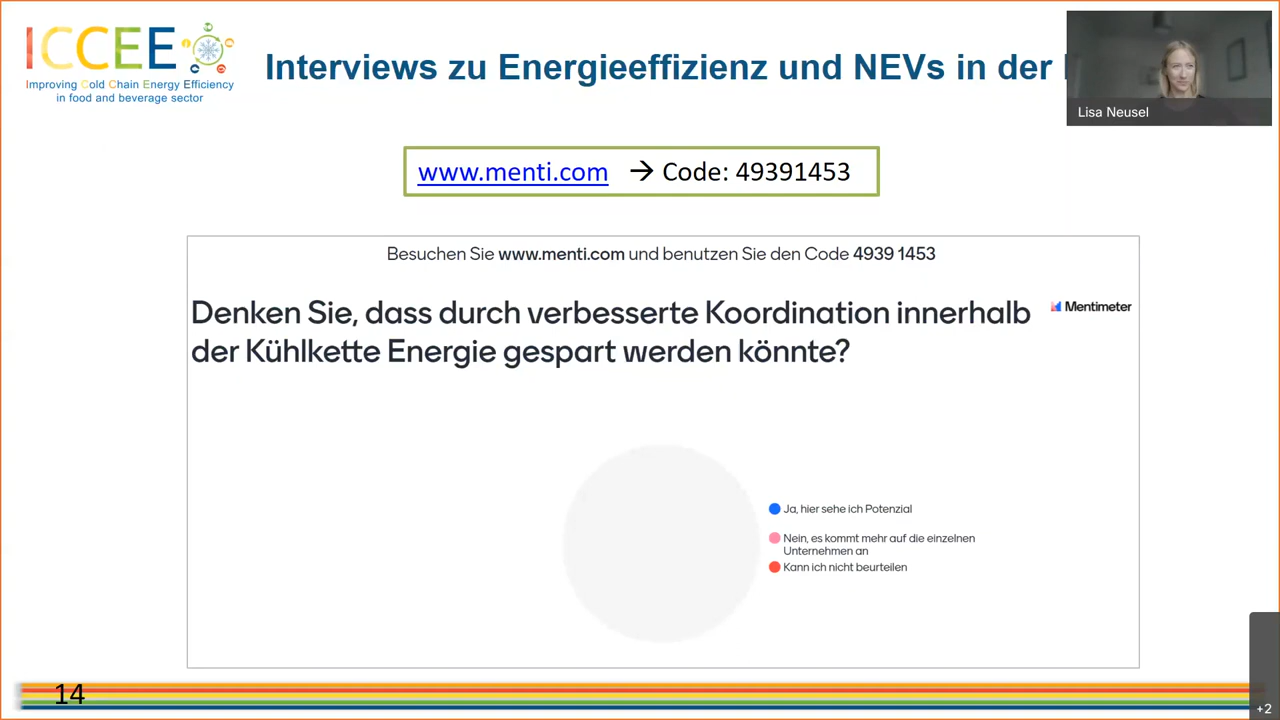 ICCEE
Improving Cold Chain Energy Efficiency
in food and beverage sector
Interviews zu Energieeffizienz und NEVs in der
Lisa Neusel
www.menti.com → Code: 49391453
Besuchen Sie www.menti.com und benutzen Sie den Code 4939 1453
Denken Sie, dass durch verbesserte Koordination innerhalb
der Kühlkette Energie gespart werden könnte?
Mentimeter
Ja, hier sehe ich Potenzial
Nein, es kommt mehr auf die einzelnen
Unternehmen an
Kann ich nicht beurteilen
14
+2